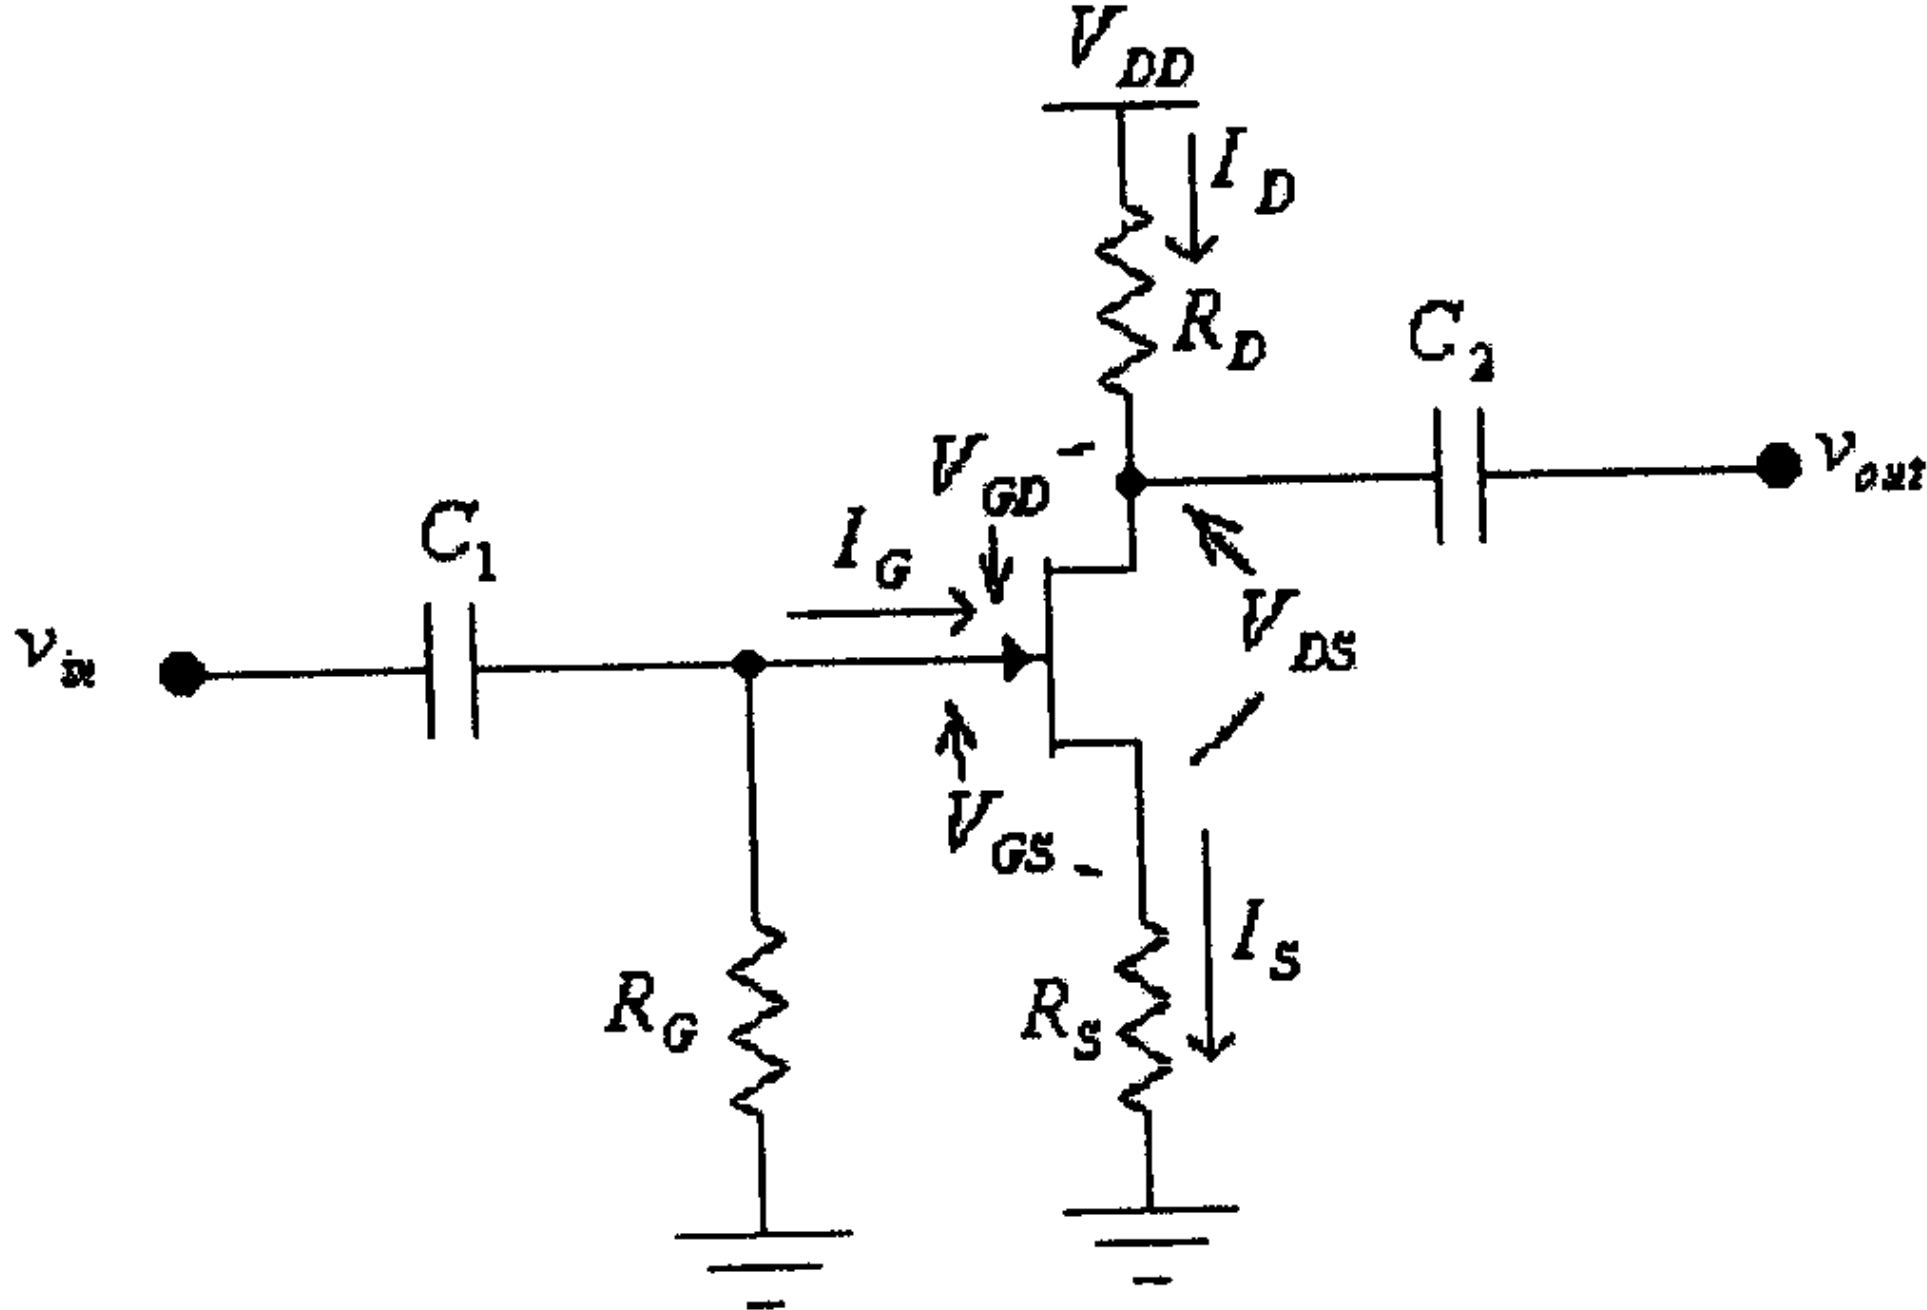 V_DD
I_D
R_D
C_2
V_GD -
v_out
C_1
I_G
V_DS
v_in
V_GS -
I_S
R_G
R_S